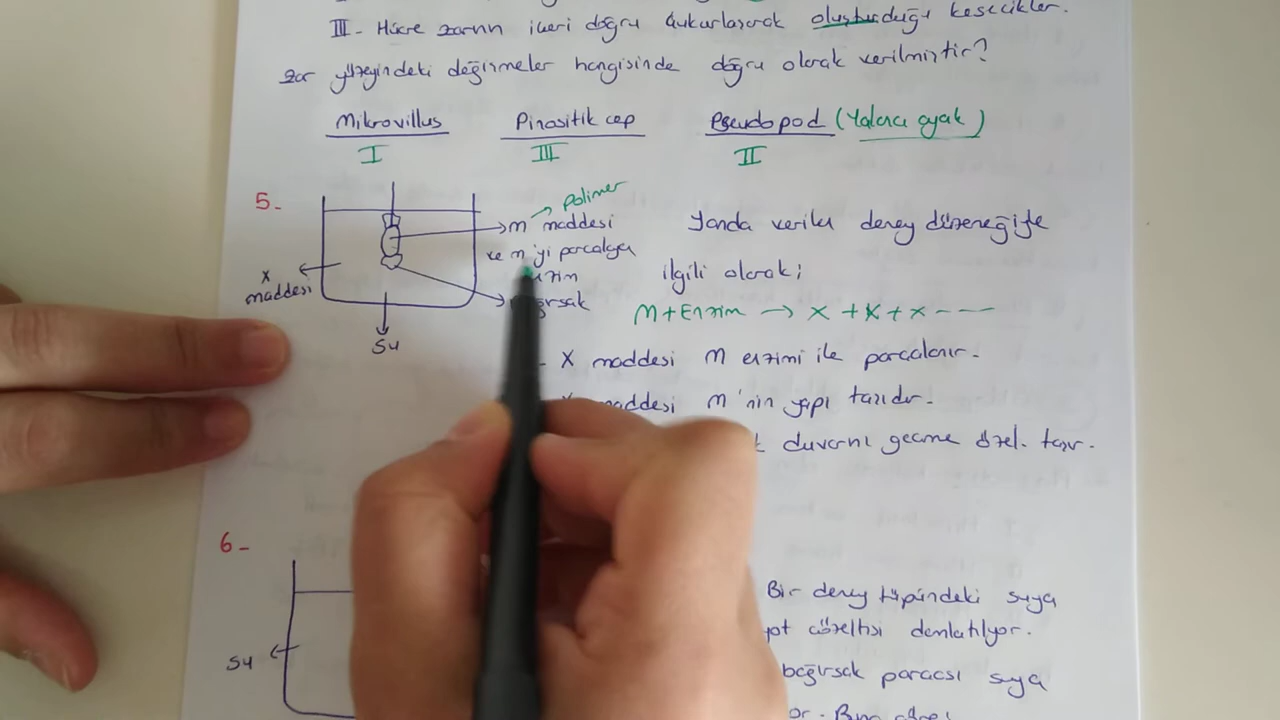 III- Hücre zarının içeri doğru çukurlaşarak oluşturduğu kesecikler.
zar yüzeyindeki değişmeler hangisinde doğru olarak verilmiştir?
Mikrovillus Pinositik cep Pseudopod (Yalancı ayak)
I III II
5- polimer
m maddesi
ve m'yi parçalayan
X maddesi
Su
Yanda verilen deney düzeneğiyle
ilgili olarak;
M+Enzim → X + X + X ----
- X maddesi M enzimi ile parçalanır.
maddesi M'nin yapı taşıdır.
duvarını geçme özel. taşır.
6-
Su
Bir deney tüpündeki suya
çözeltisi damlatılıyor.
bağırsak parçası suya